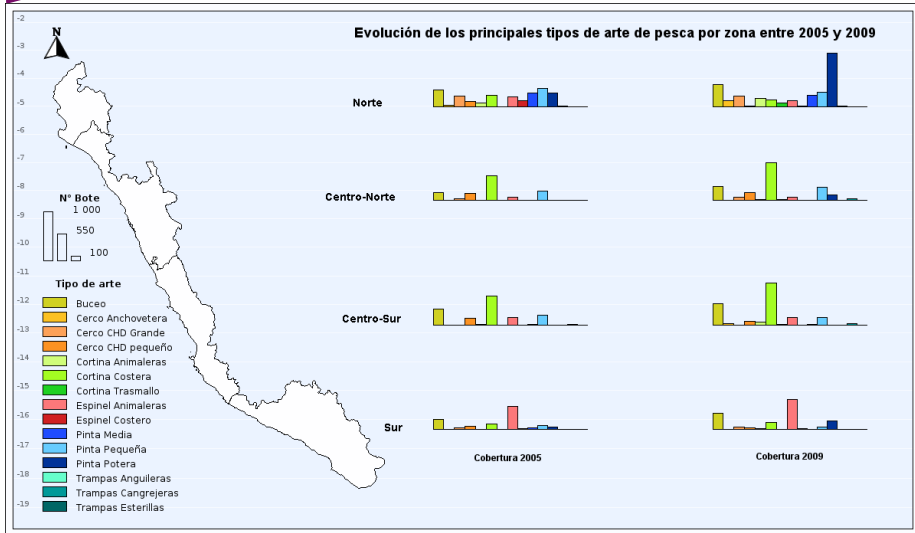 Evolución de los principales tipos de arte de pesca por zona entre 2005 y 2009
N
-2
-3
-4
-5
-6
-7
-8
-9
-10
-11
-12
-13
-14
-15
-16
-17
-18
-19
Norte
Centro-Norte
Centro-Sur
Sur
Cobertura 2005
Cobertura 2009
N° Bote
1 000
550
100
Tipo de arte
Buceo
Cerco Anchovetera
Cerco CHD Grande
Cerco CHD pequeño
Cortina Animaleras
Cortina Costera
Cortina Trasmallo
Espinel Animaleras
Espinel Costero
Pinta Media
Pinta Pequeña
Pinta Potera
Trampas Anguileras
Trampas Cangrejeras
Trampas Esterillas